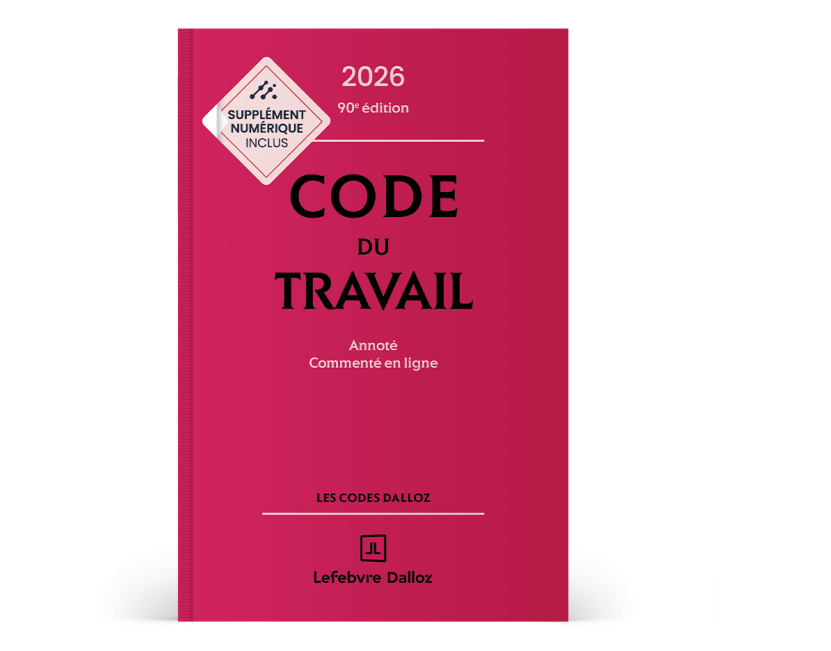 2026
90e édition
SUPPLÉMENT
NUMÉRIQUE
INCLUS
CODE
DU
TRAVAIL
Annoté
Commenté en ligne
LES CODES DALLOZ
Lefebvre Dalloz